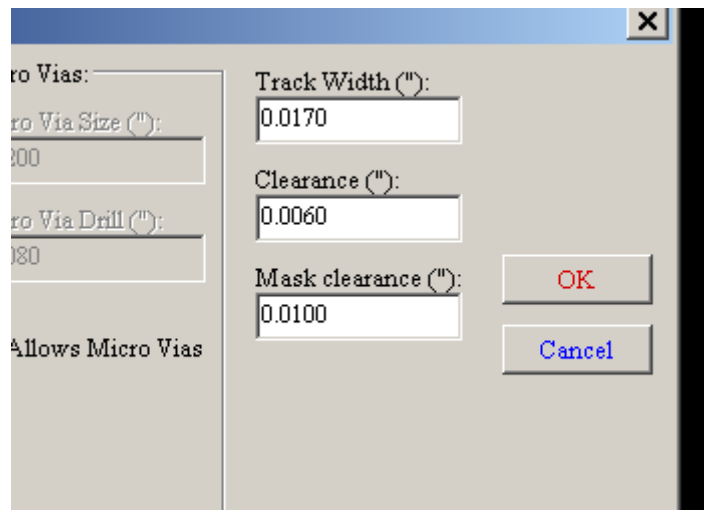 ro Vias:
ro Via Size ("):
200
ro Via Drill ("):
080
Allows Micro Vias
Track Width ("):
0.0170
Clearance ("):
0.0060
Mask clearance ("):
0.0100
OK
Cancel